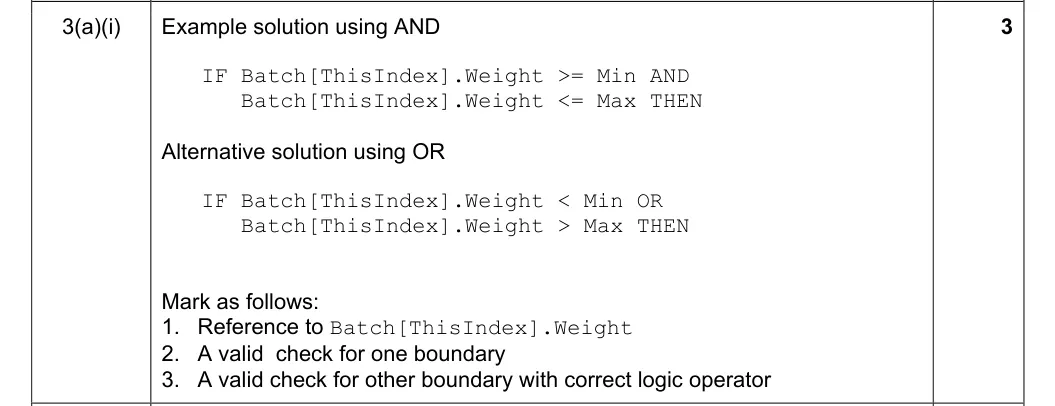 3(a)(i) Example solution using AND 3
IF Batch[ThisIndex].Weight >= Min AND
Batch[ThisIndex].Weight <= Max THEN
Alternative solution using OR
IF Batch[ThisIndex].Weight < Min OR
Batch[ThisIndex].Weight > Max THEN
Mark as follows:
1. Reference to Batch[ThisIndex].Weight
2. A valid check for one boundary
3. A valid check for other boundary with correct logic operator